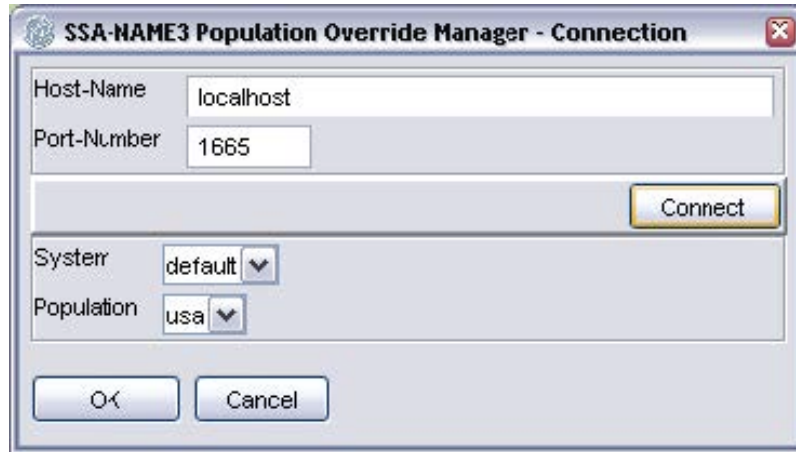 SSA-NAME3 Population Override Manager - Connection
Host-Name
localhost
Port-Number
1665
Connect
System
default
Population
usa
OK
Cancel